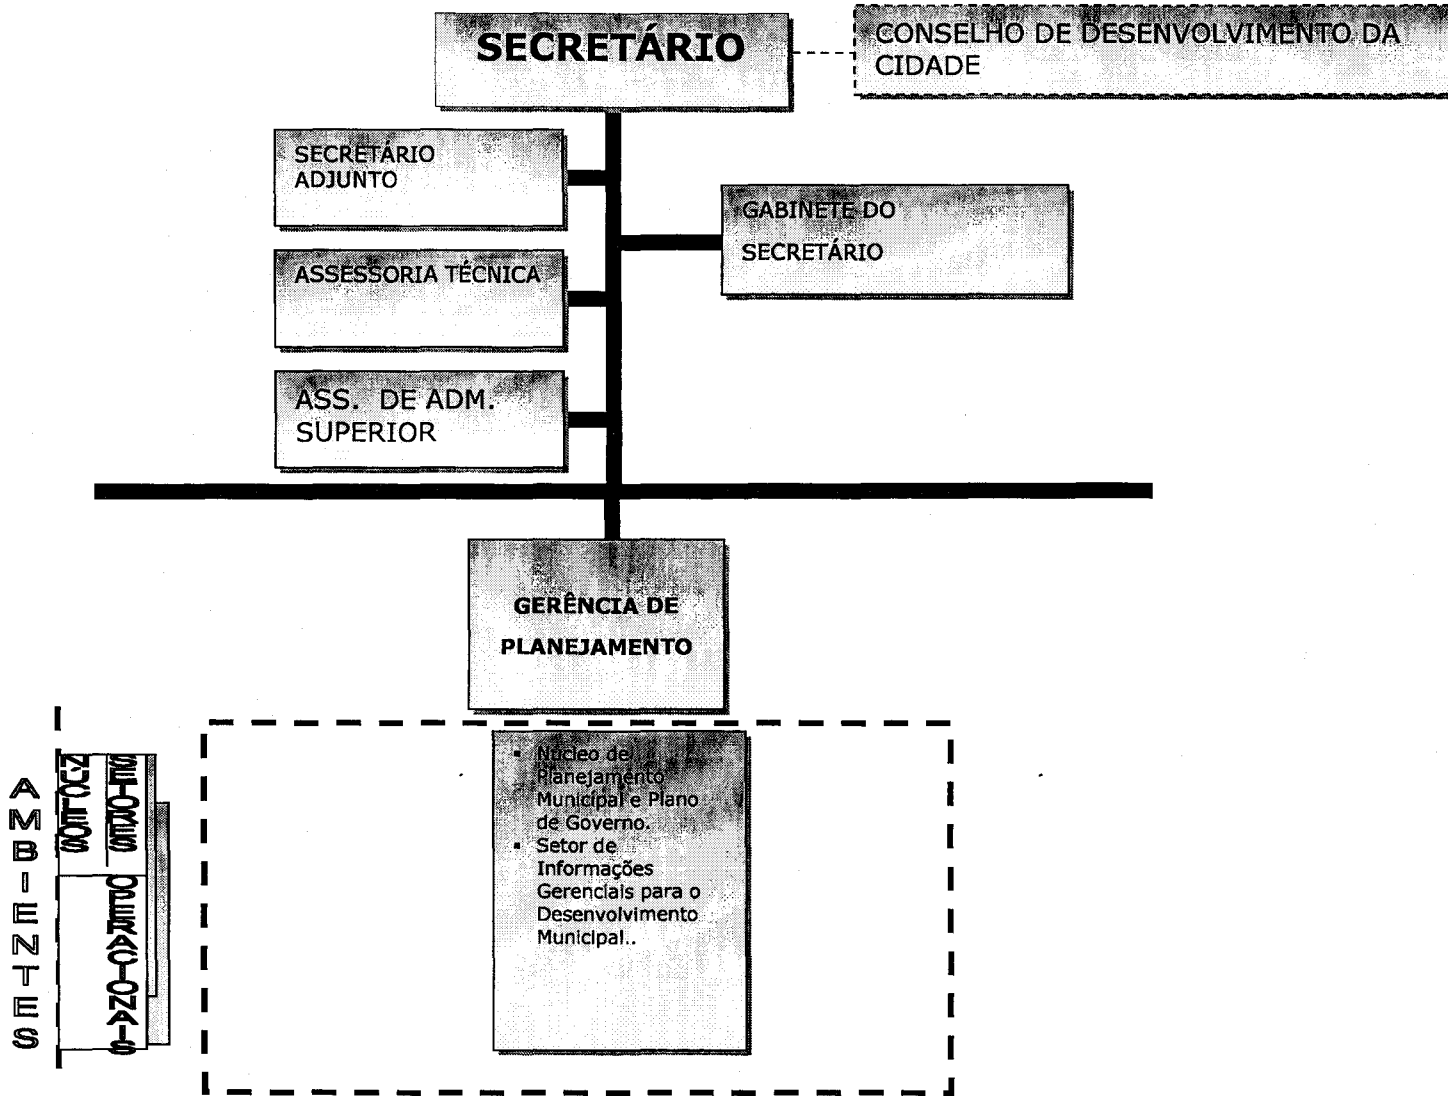 SECRETÁRIO
CONSELHO DE DESENVOLVIMENTO DA
CIDADE
SECRETÁRIO
ADJUNTO
GABINETE DO
SECRETÁRIO
ASSESSORIA TÉCNICA
ASS. DE ADM.
SUPERIOR
GERÊNCIA DE
PLANEJAMENTO
▪ Núcleo de
Planejamento
Municipal e Plano
de Governo.
▪ Setor de
Informações
Gerenciais para o
Desenvolvimento
Municipal..
AMBIENTES
NÚCLEOS
SETORES
OPERACIONAIS